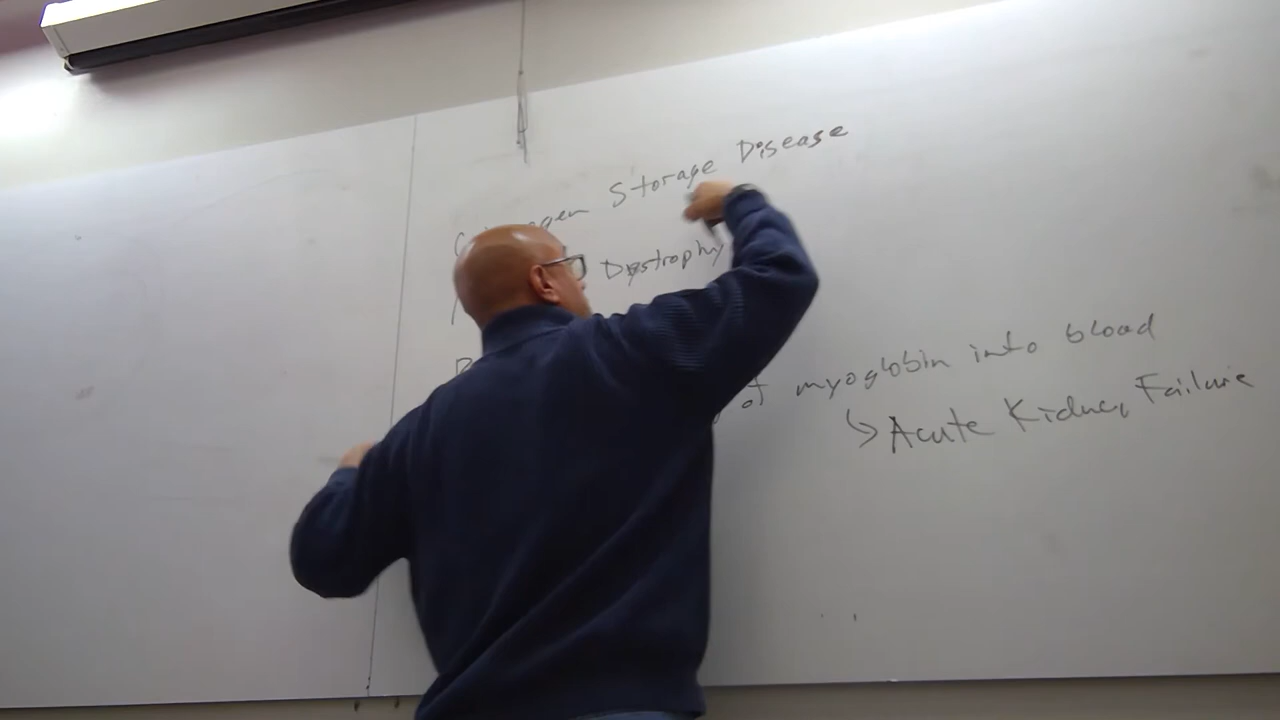 Storage Disease
Dystrophy
of myoglobin into blood
↳ Acute Kidney Failure